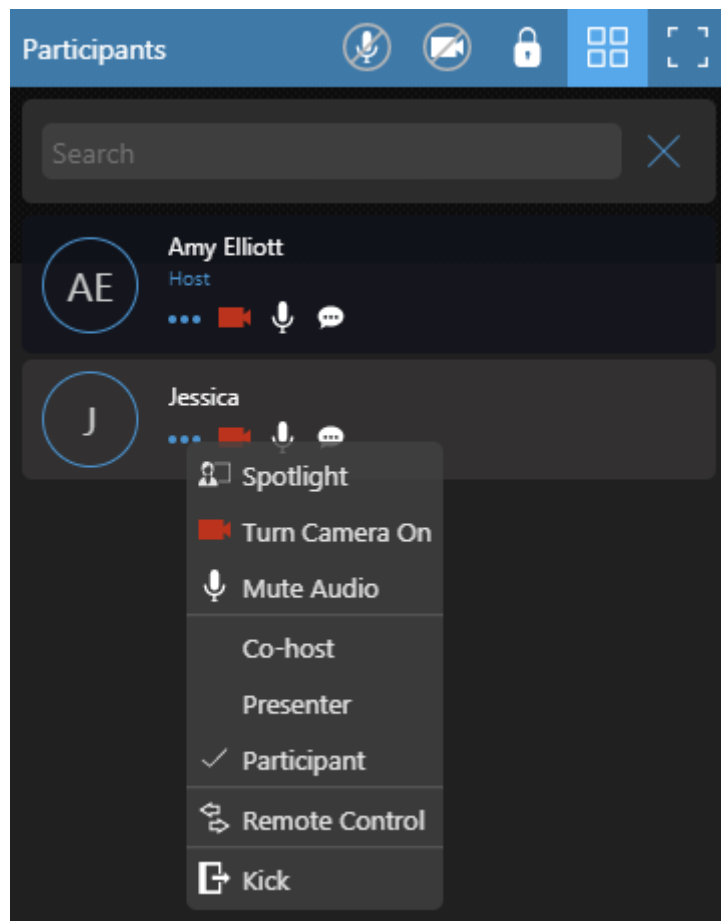 Participants
Search
AE
Amy Elliott
Host
J
Jessica
Spotlight
Turn Camera On
Mute Audio
Co-host
Presenter
Participant
Remote Control
Kick